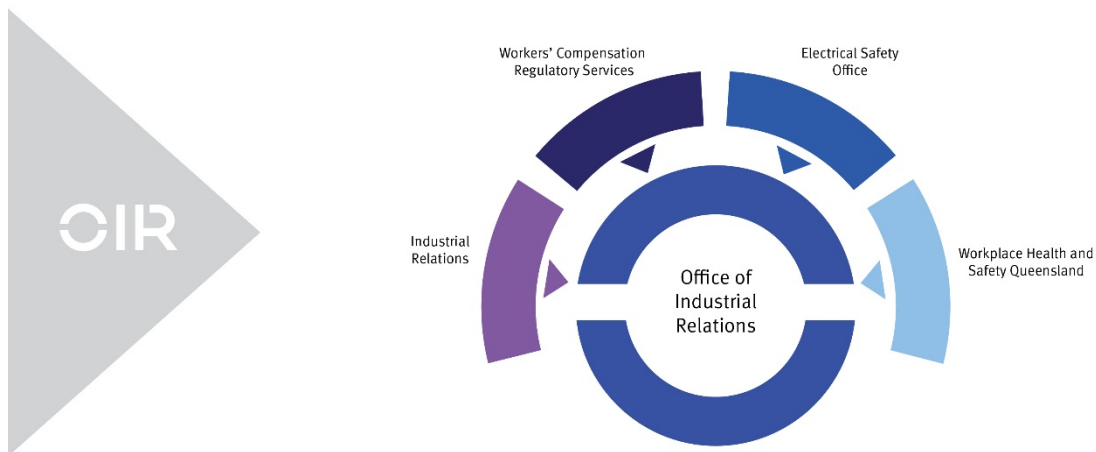 OIR
Workers’ Compensation
Regulatory Services
Electrical Safety
Office
Industrial
Relations
Office of
Industrial
Relations
Workplace Health and
Safety Queensland